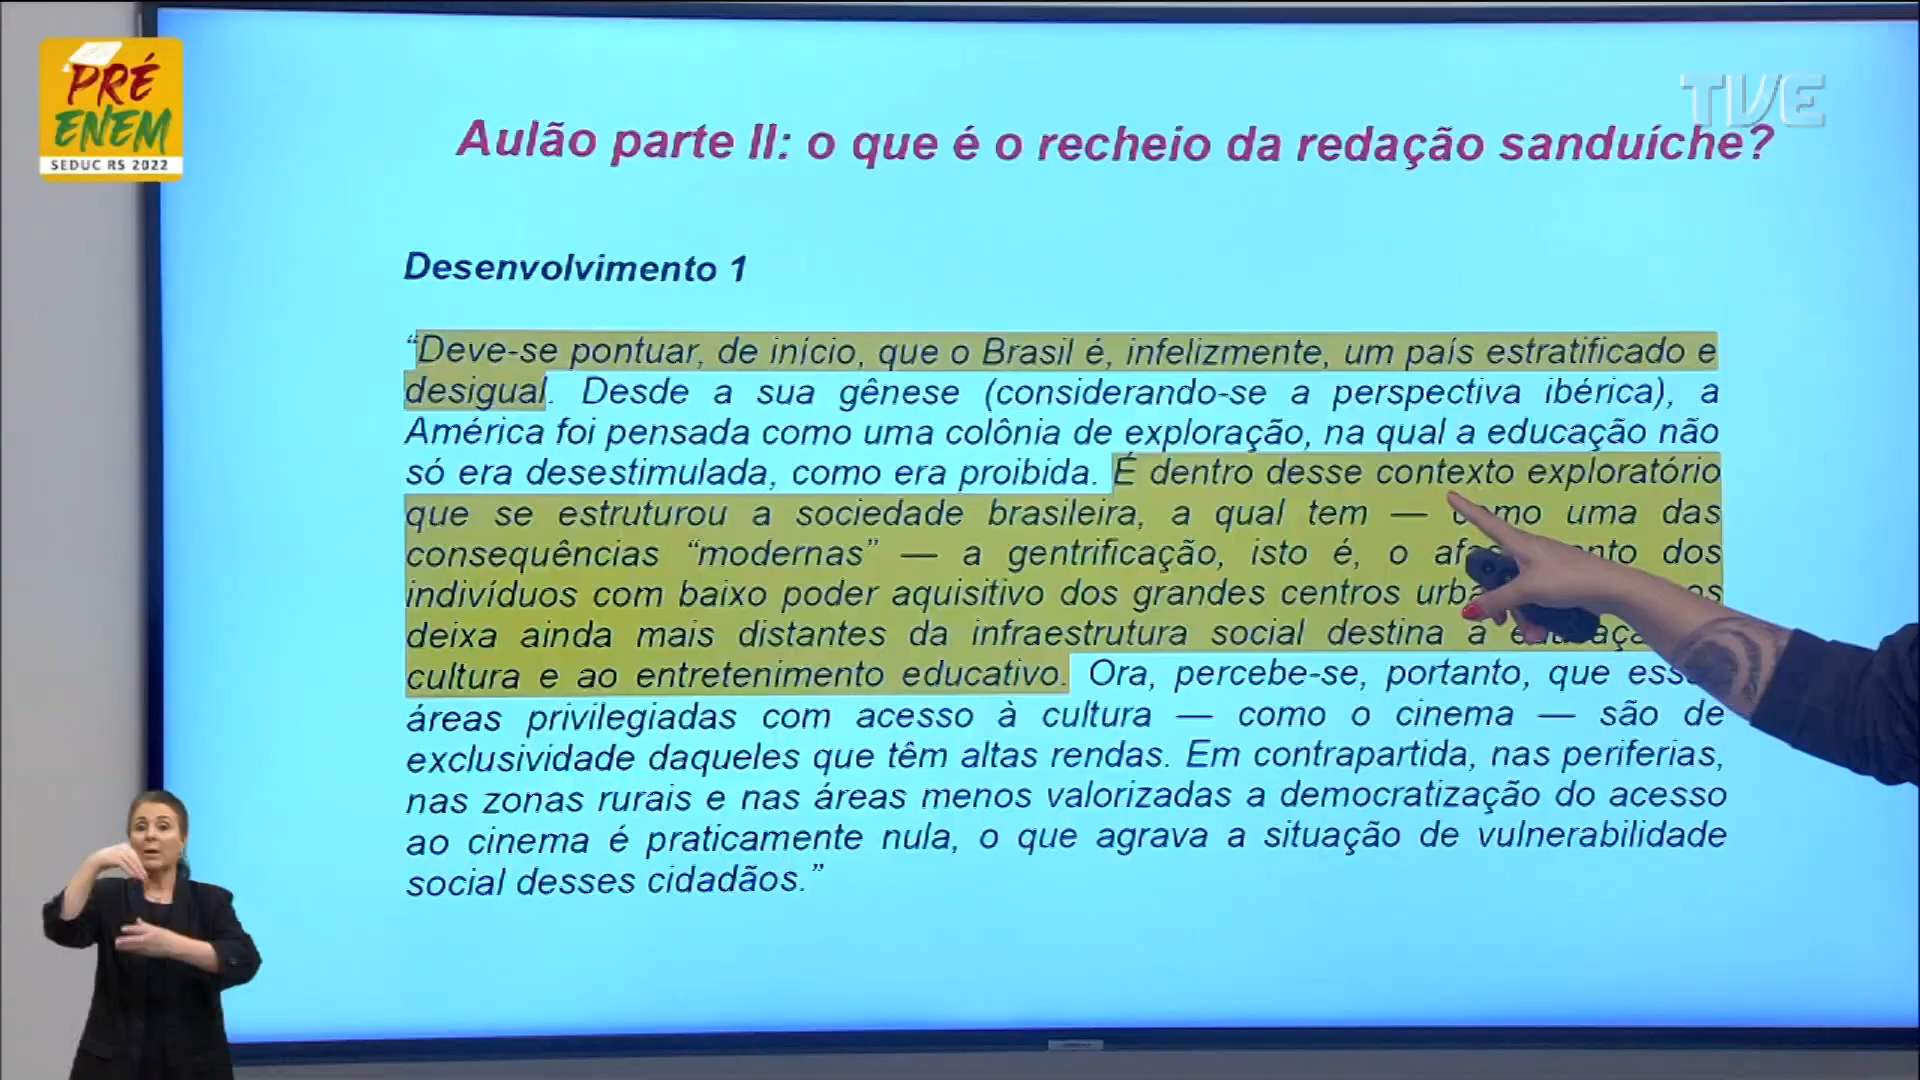 PRÉ
ENEM
SEDUC RS 2022
TVE
Aulão parte II: o que é o recheio da redação sanduíche?
Desenvolvimento 1
“Deve-se pontuar, de início, que o Brasil é, infelizmente, um país estratificado e
desigual. Desde a sua gênese (considerando-se a perspectiva ibérica), a
América foi pensada como uma colônia de exploração, na qual a educação não
só era desestimulada, como era proibida. É dentro desse contexto exploratório
que se estruturou a sociedade brasileira, a qual tem — como uma das
consequências “modernas” — a gentrificação, isto é, o dos
indivíduos com baixo poder aquisitivo dos grandes centros
deixa ainda mais distantes da infraestrutura social destina à
cultura e ao entretenimento educativo. Ora, percebe-se, portanto, que
áreas privilegiadas com acesso à cultura — como o cinema — são de
exclusividade daqueles que têm altas rendas. Em contrapartida, nas periferias,
nas zonas rurais e nas áreas menos valorizadas a democratização do acesso
ao cinema é praticamente nula, o que agrava a situação de vulnerabilidade
social desses cidadãos.”